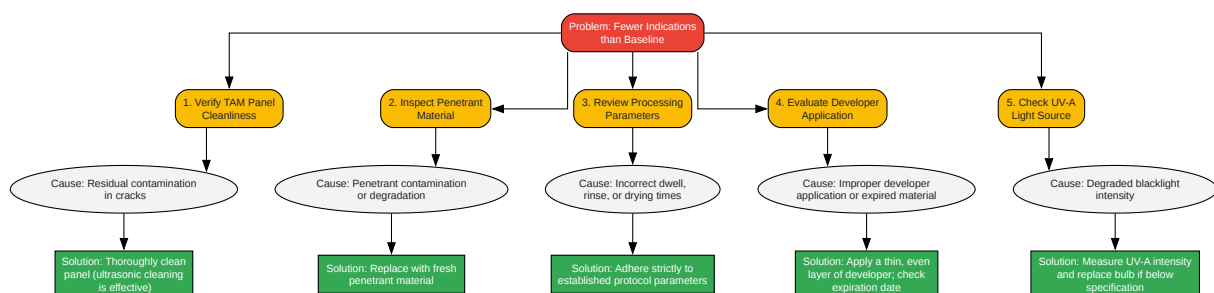 Problem: Fewer Indications
than Baseline
1. Verify TAM Panel
Cleanliness
2. Inspect Penetrant
Material
3. Review Processing
Parameters
4. Evaluate Developer
Application
5. Check UV-A
Light Source
Cause: Residual contamination
in cracks
Cause: Penetrant contamination
or degradation
Cause: Incorrect dwell,
rinse, or drying times
Cause: Improper developer
application or expired material
Cause: Degraded blacklight
intensity
Solution: Thoroughly clean
panel (ultrasonic cleaning
is effective)
Solution: Replace with fresh
penetrant material
Solution: Adhere strictly to
established protocol parameters
Solution: Apply a thin, even
layer of developer; check
expiration date
Solution: Measure UV-A intensity
and replace bulb if below
specification